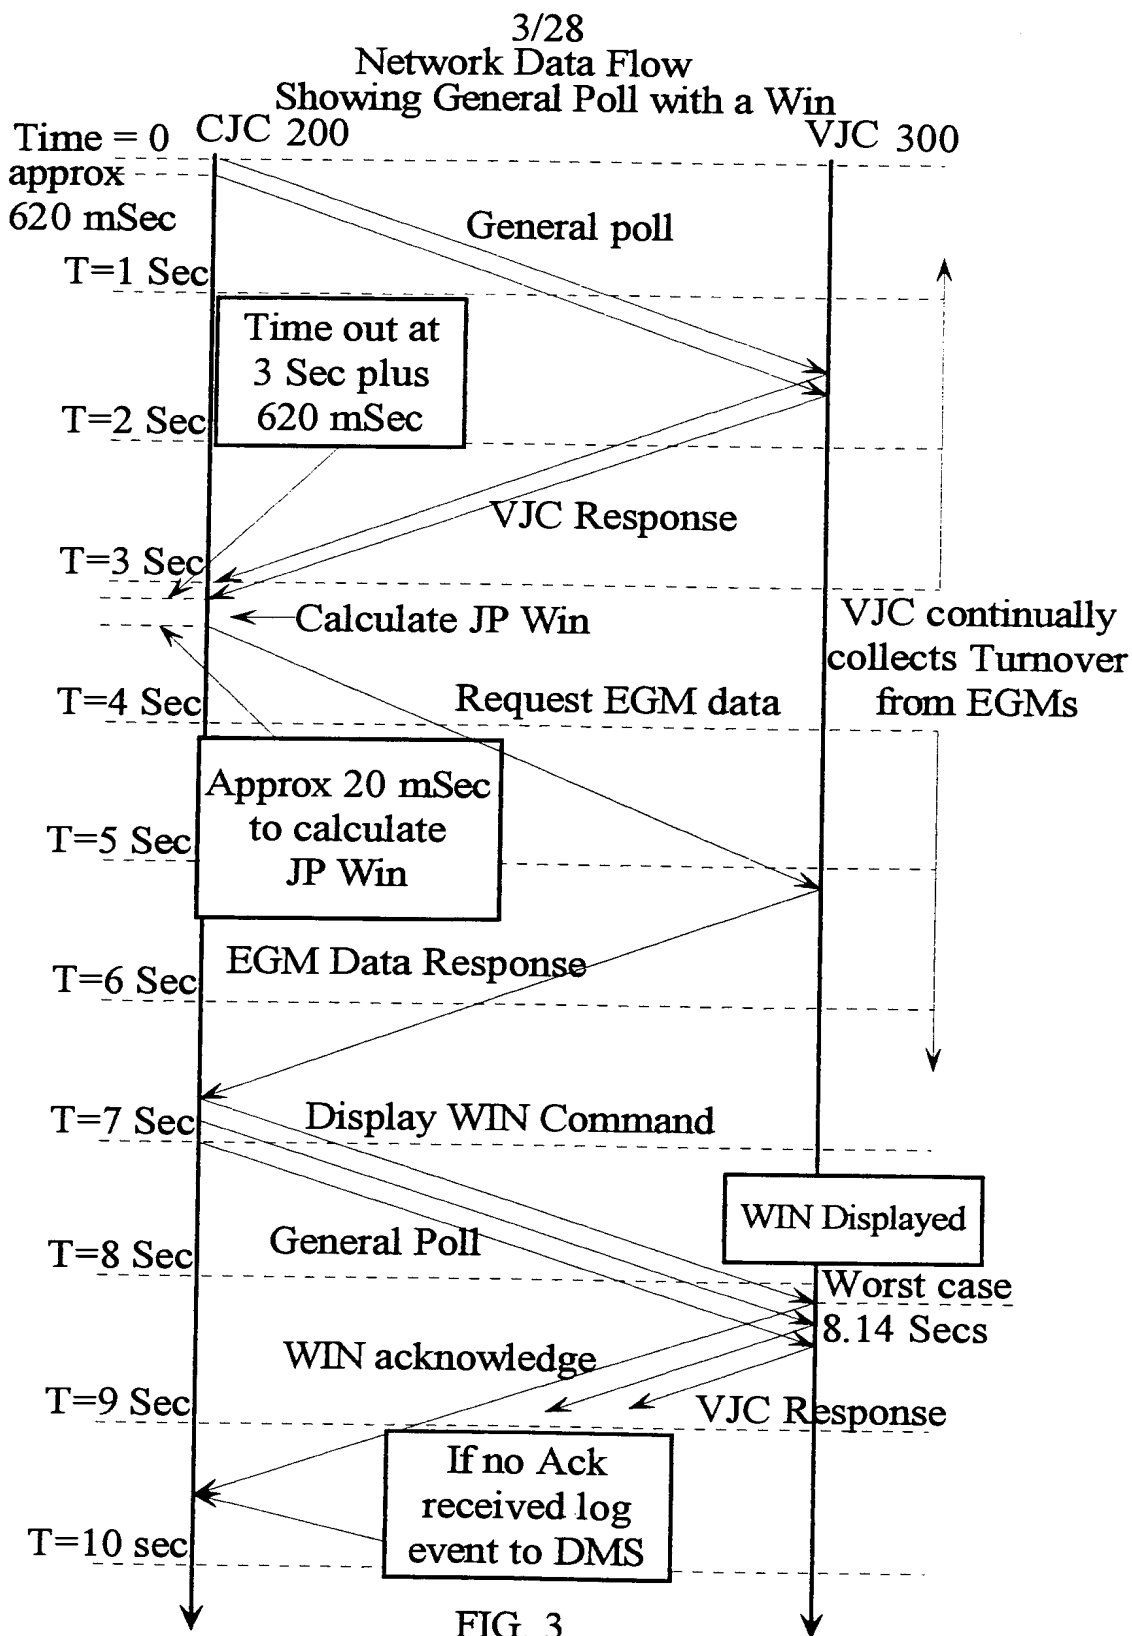 3/28
Network Data Flow
Showing General Poll with a Win
Time = 0
CJC 200
VJC 300
approx
620 mSec
General poll
T=1 Sec
Time out at
3 Sec plus
620 mSec
T=2 Sec
VJC Response
T=3 Sec
Calculate JP Win
VJC continually
collects Turnover
from EGMs
T=4 Sec
Request EGM data
Approx 20 mSec
to calculate
JP Win
T=5 Sec
EGM Data Response
T=6 Sec
Display WIN Command
T=7 Sec
WIN Displayed
General Poll
T=8 Sec
Worst case
8.14 Secs
WIN acknowledge
T=9 Sec
VJC Response
If no Ack
received log
event to DMS
T=10 sec
FIG. 3